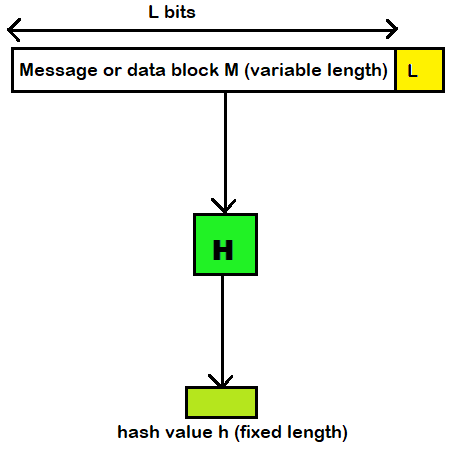 L bits
Message or data block M (variable length) L
H
hash value h (fixed length)